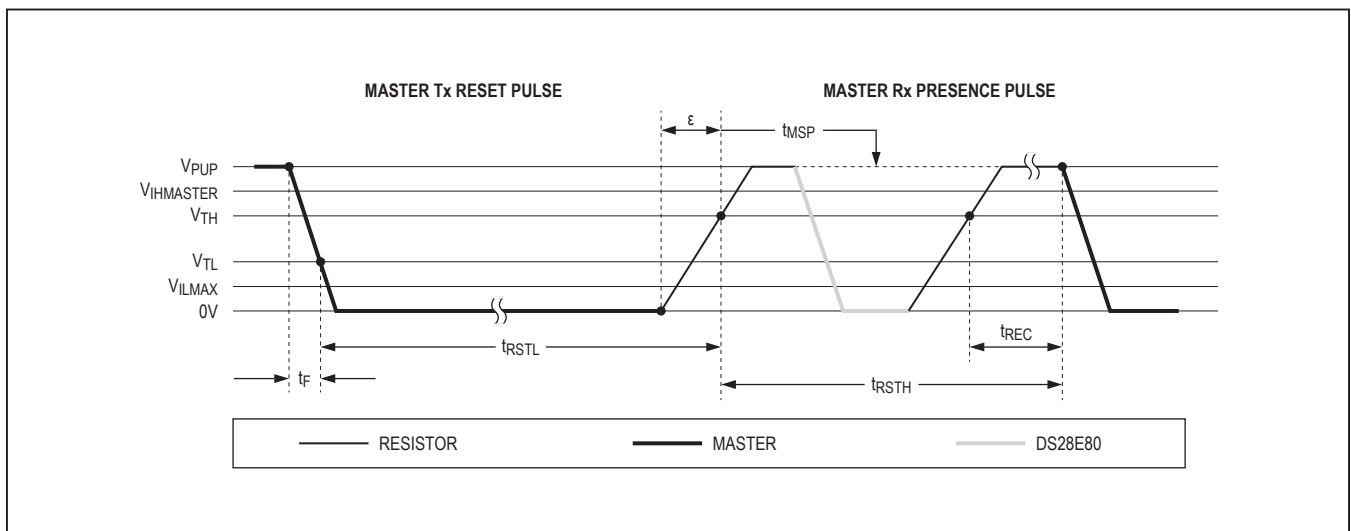 MASTER Tx RESET PULSE
MASTER Rx PRESENCE PULSE
ε
tMSP
VPUP
VIHMASTER
VTH
VTL
VILMAX
0V
tRSTL
tREC
tF
tRSTH
RESISTOR
MASTER
DS28E80